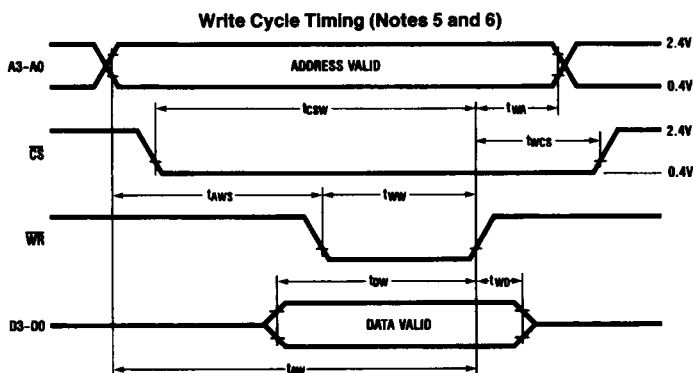 Write Cycle Timing (Notes 5 and 6)
2.4V
A3-A0
ADDRESS VALID
0.4V
tCSW
tWA
tWCS
2.4V
CS
0.4V
tAWS
tWW
WR
tDW
tWD
D3-D0
DATA VALID
tAW